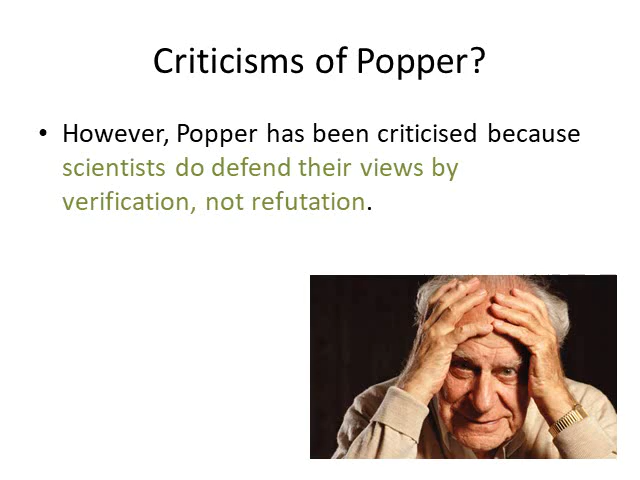 Criticisms of Popper?
• However, Popper has been criticised because
scientists do defend their views by
verification, not refutation.